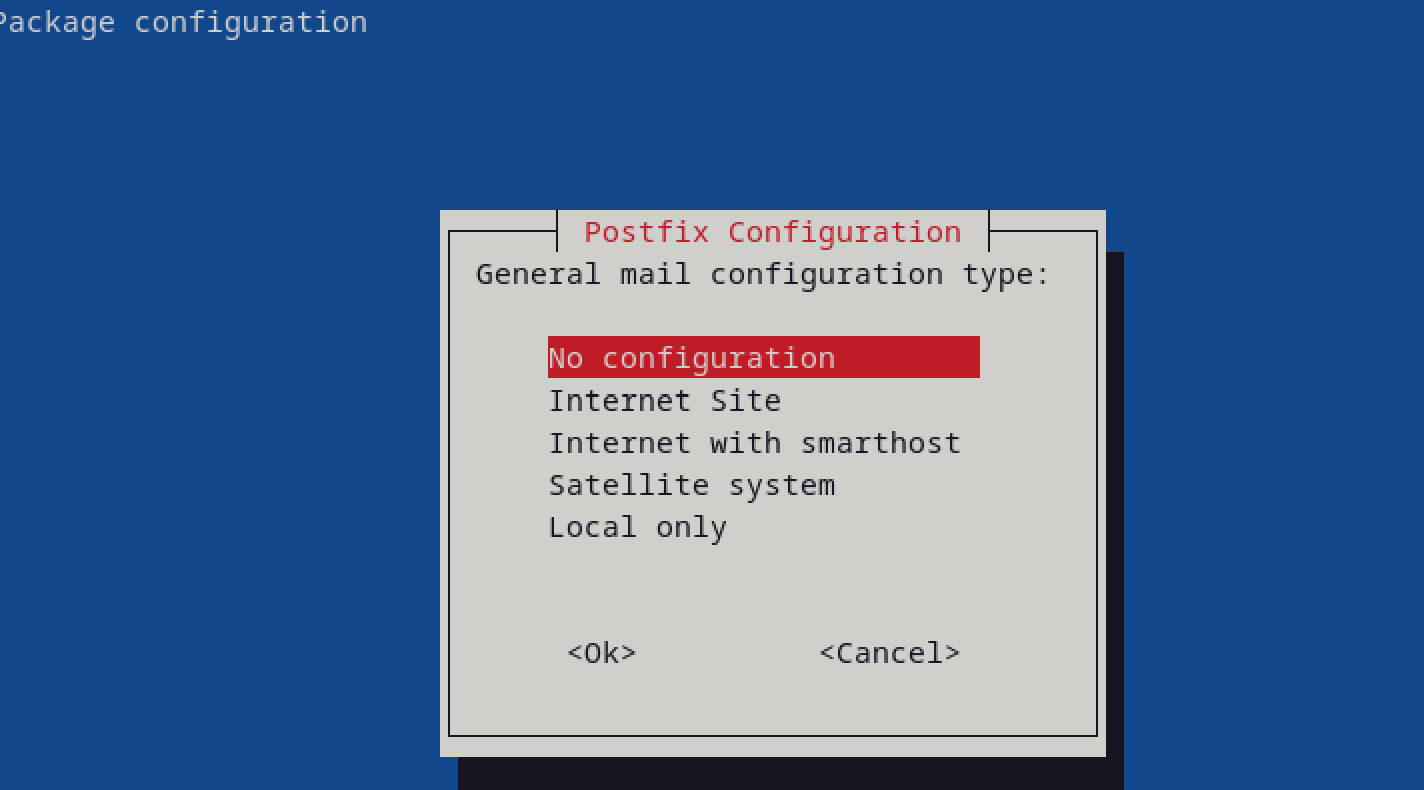 Package configuration
Postfix Configuration
General mail configuration type:
No configuration
Internet Site
Internet with smarthost
Satellite system
Local only
<Ok> <Cancel>